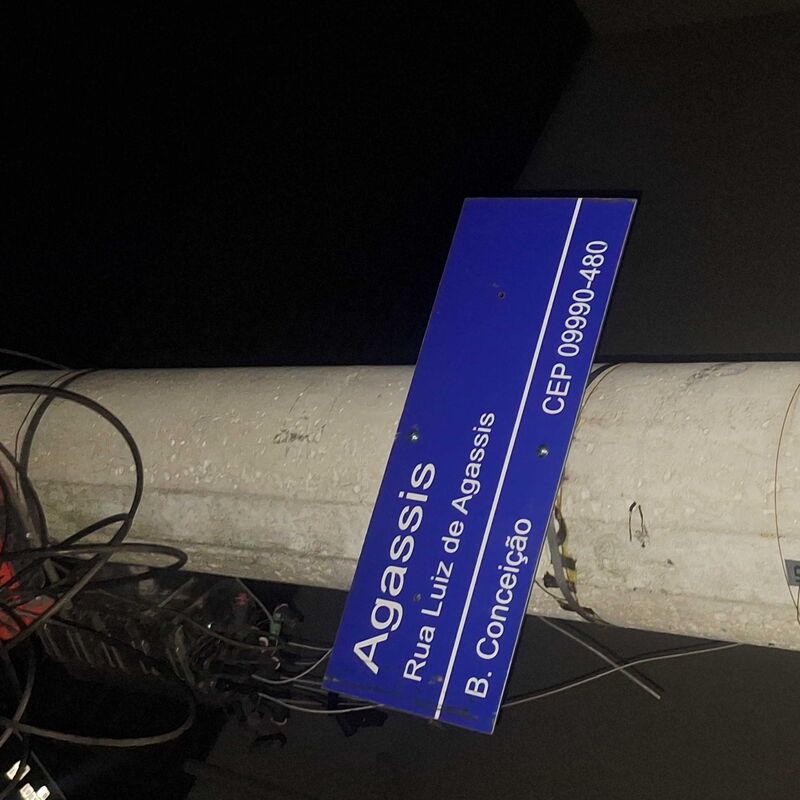 Agassis
Rua Luiz de Agassis
B. Conceição CEP 09990-480